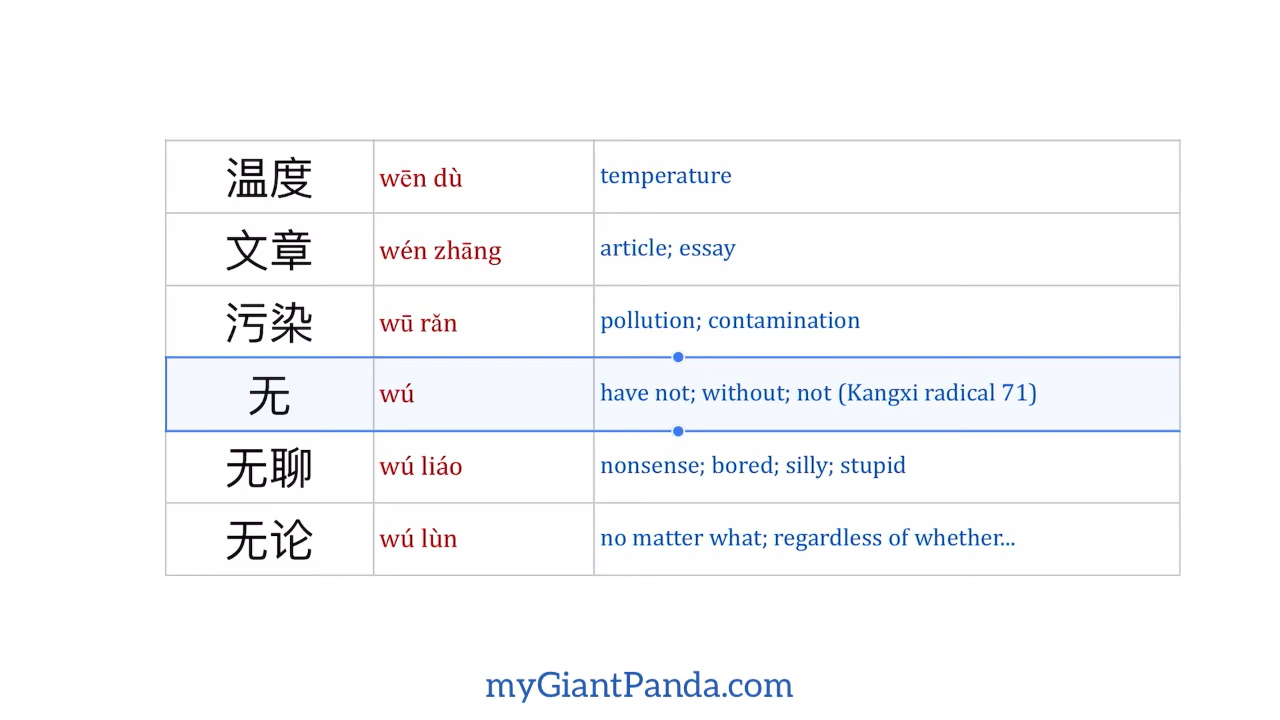 温度 wēn dù temperature
文章 wén zhāng article; essay
污染 wū rǎn pollution; contamination
无 wú have not; without; not (Kangxi radical 71)
无聊 wú liáo nonsense; bored; silly; stupid
无论 wú lùn no matter what; regardless of whether...
myGiantPanda.com